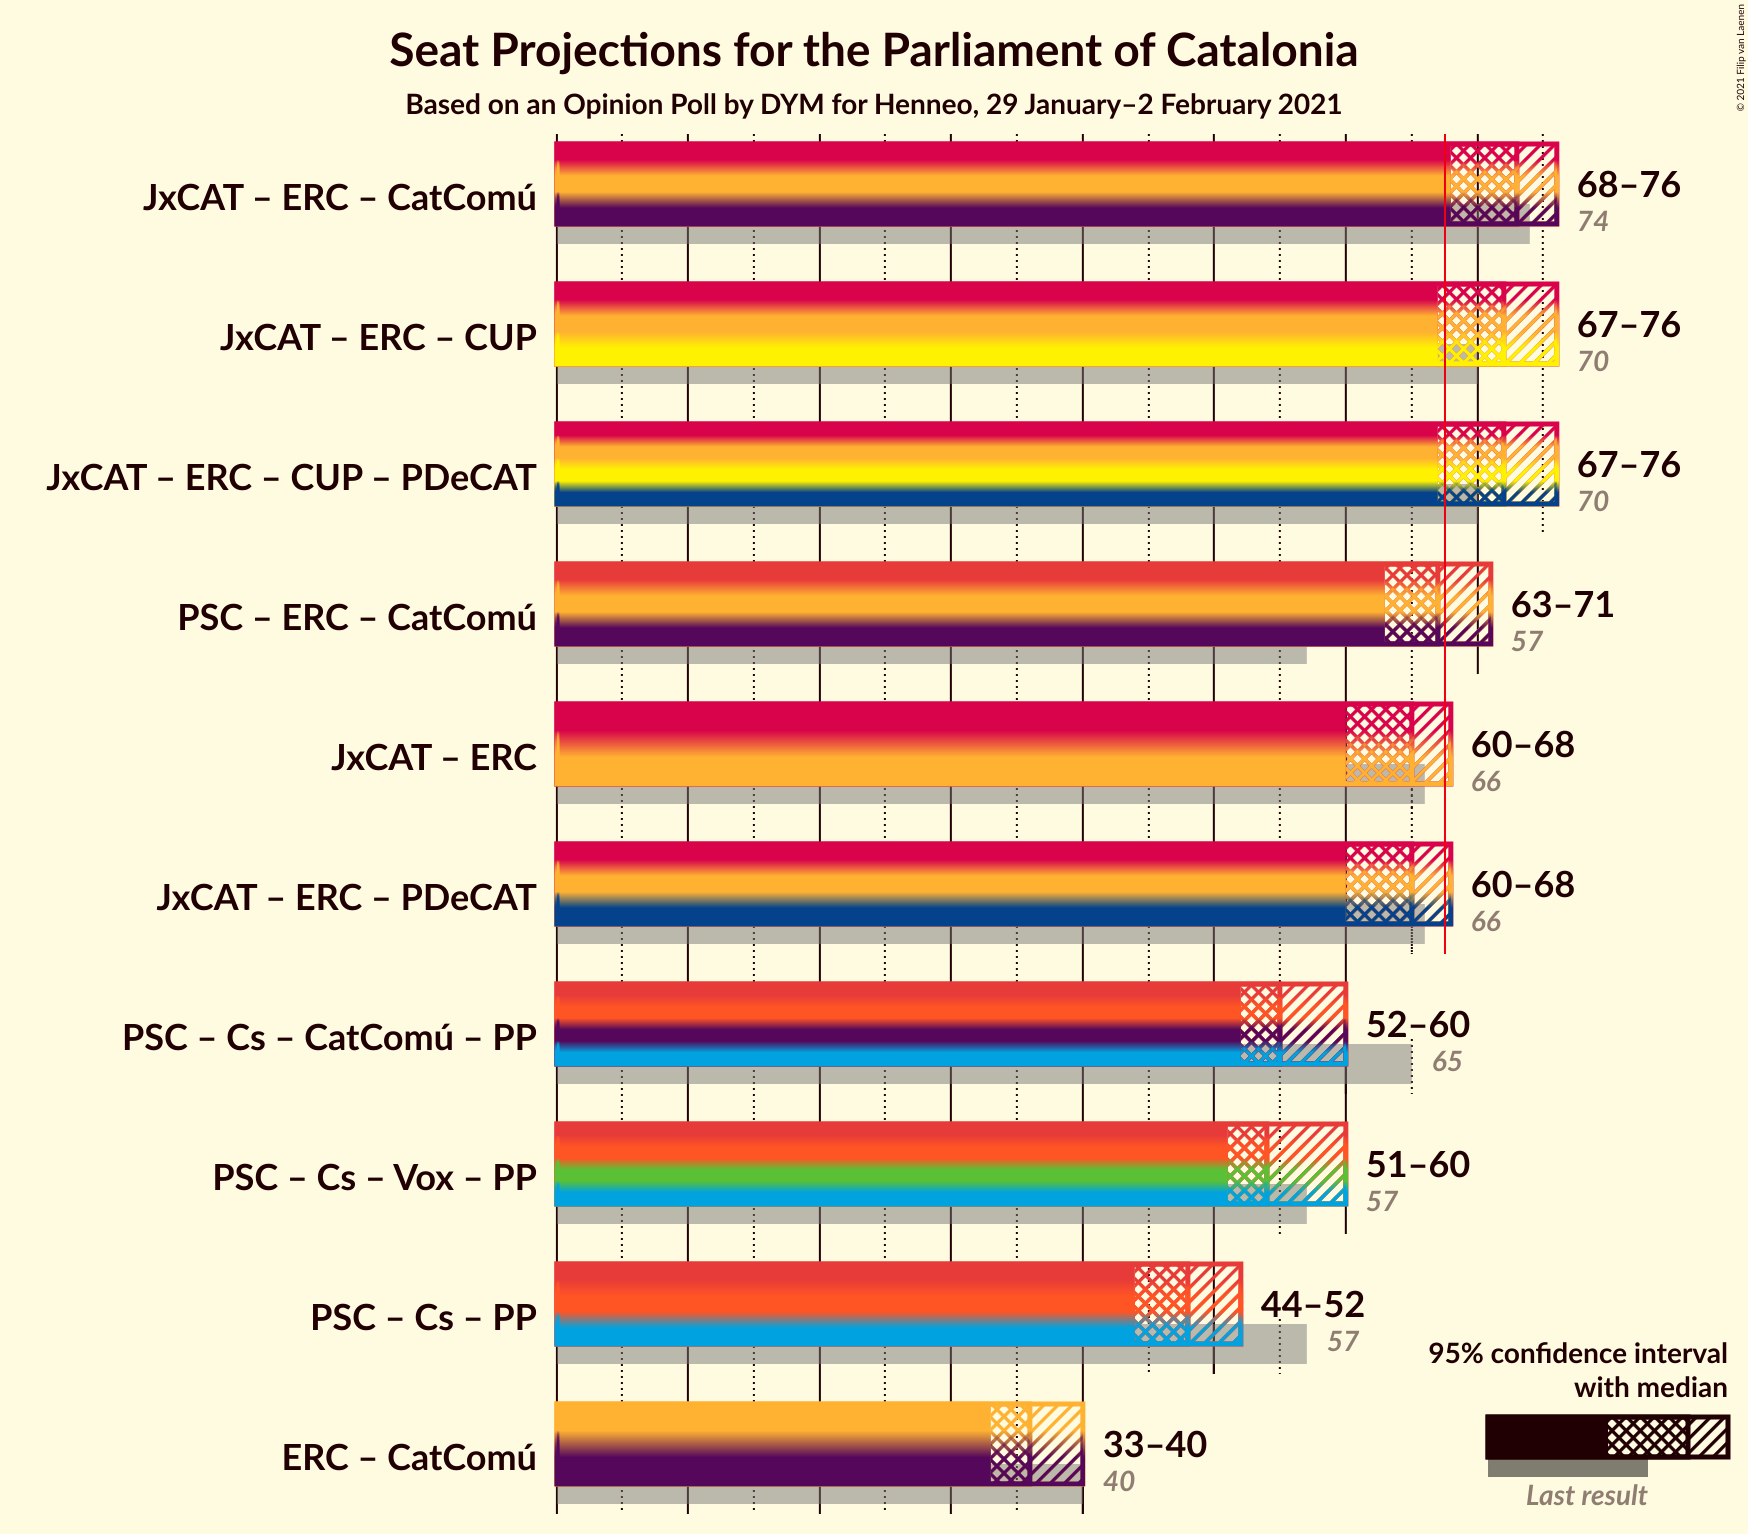 Seat Projections for the Parliament of Catalonia
Based on an Opinion Poll by DYM for Henneo, 29 January–2 February 2021
© 2021 Filip van Laenen
JxCAT – ERC – CatComú
68–76
74
JxCAT – ERC – CUP
67–76
70
JxCAT – ERC – CUP – PDeCAT
67–76
70
PSC – ERC – CatComú
63–71
57
JxCAT – ERC
60–68
66
JxCAT – ERC – PDeCAT
60–68
66
PSC – Cs – CatComú – PP
52–60
65
PSC – Cs – Vox – PP
51–60
57
PSC – Cs – PP
44–52
57
ERC – CatComú
33–40
40
95% confidence interval
with median
Last result